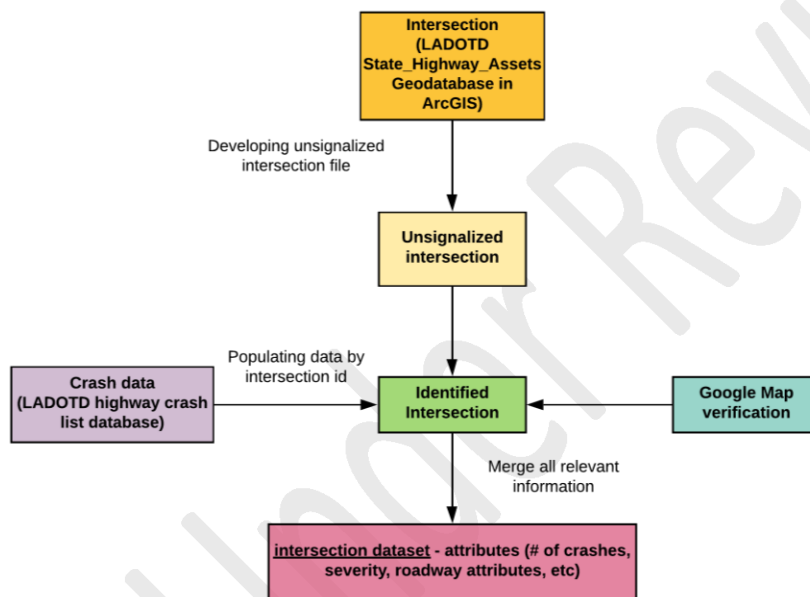 Intersection
(LADOTD
State_Highway_Assets
Geodatabase in
ArcGIS)
Developing unsignalized
intersection file
Unsignalized
intersection
Populating data by
intersection id
Crash data
(LADOTD highway crash
list database)
Identified
Intersection
Google Map
verification
Merge all relevant
information
intersection dataset - attributes (# of crashes,
severity, roadway attributes, etc)
Under Revi